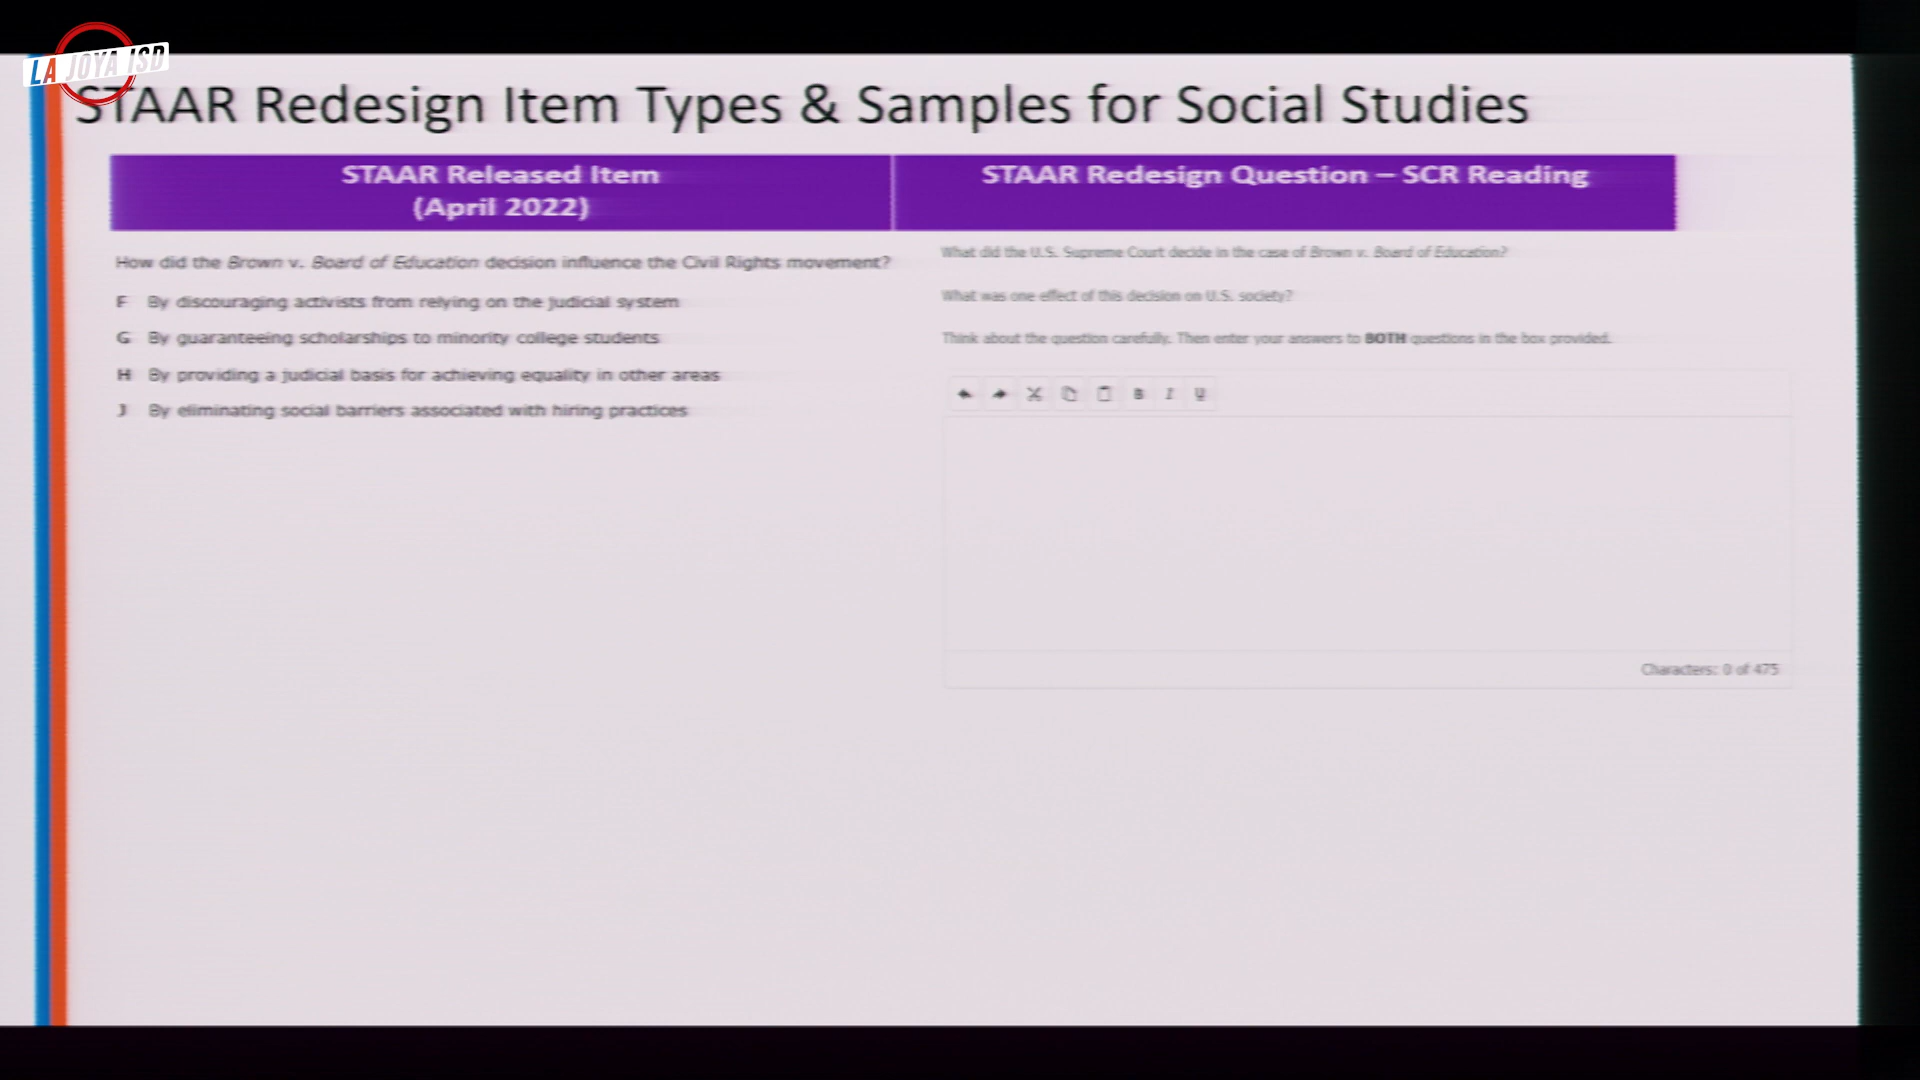 LA JOYA ISD
STAAR Redesign Item Types & Samples for Social Studies
STAAR Released Item
(April 2022)
How did the Brown v. Board of Education decision influence the Civil Rights movement?
F By discouraging activists from relying on the judicial system
G By guaranteeing scholarships to minority college students
H By providing a judicial basis for achieving equality in other areas
J By eliminating social barriers associated with hiring practices
STAAR Redesign Question – SCR Reading
What did the U.S. Supreme Court decide in the case of Brown v. Board of Education?
What was one effect of this decision on U.S. society?
Think about the question carefully. Then enter your answers to BOTH questions in the box provided.
B I U
Characters: 0 of 475